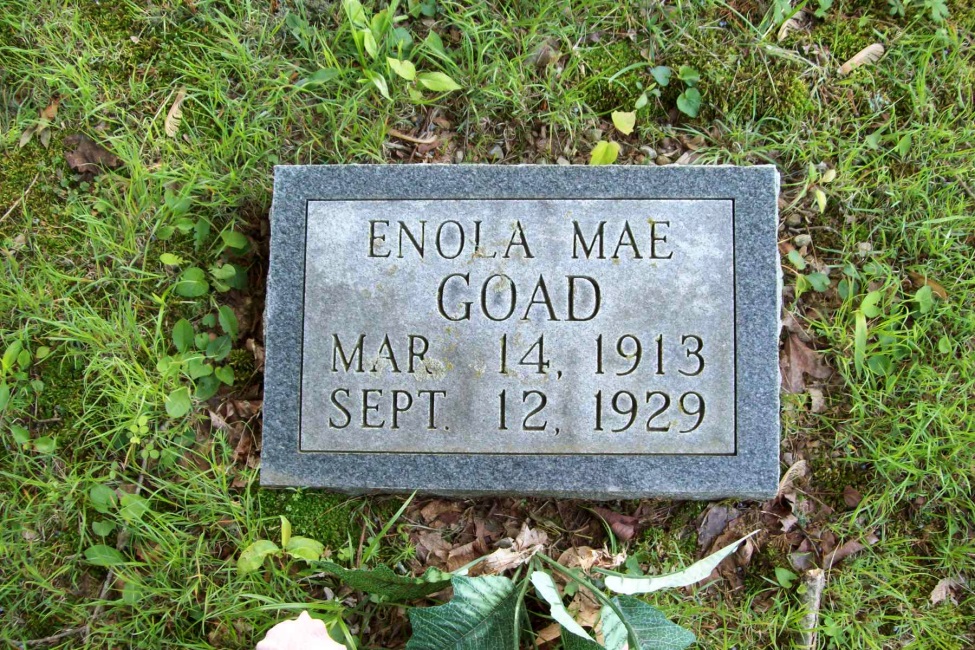 ENOLA MAE
GOAD
MAR 14, 1913
SEPT. 12, 1929